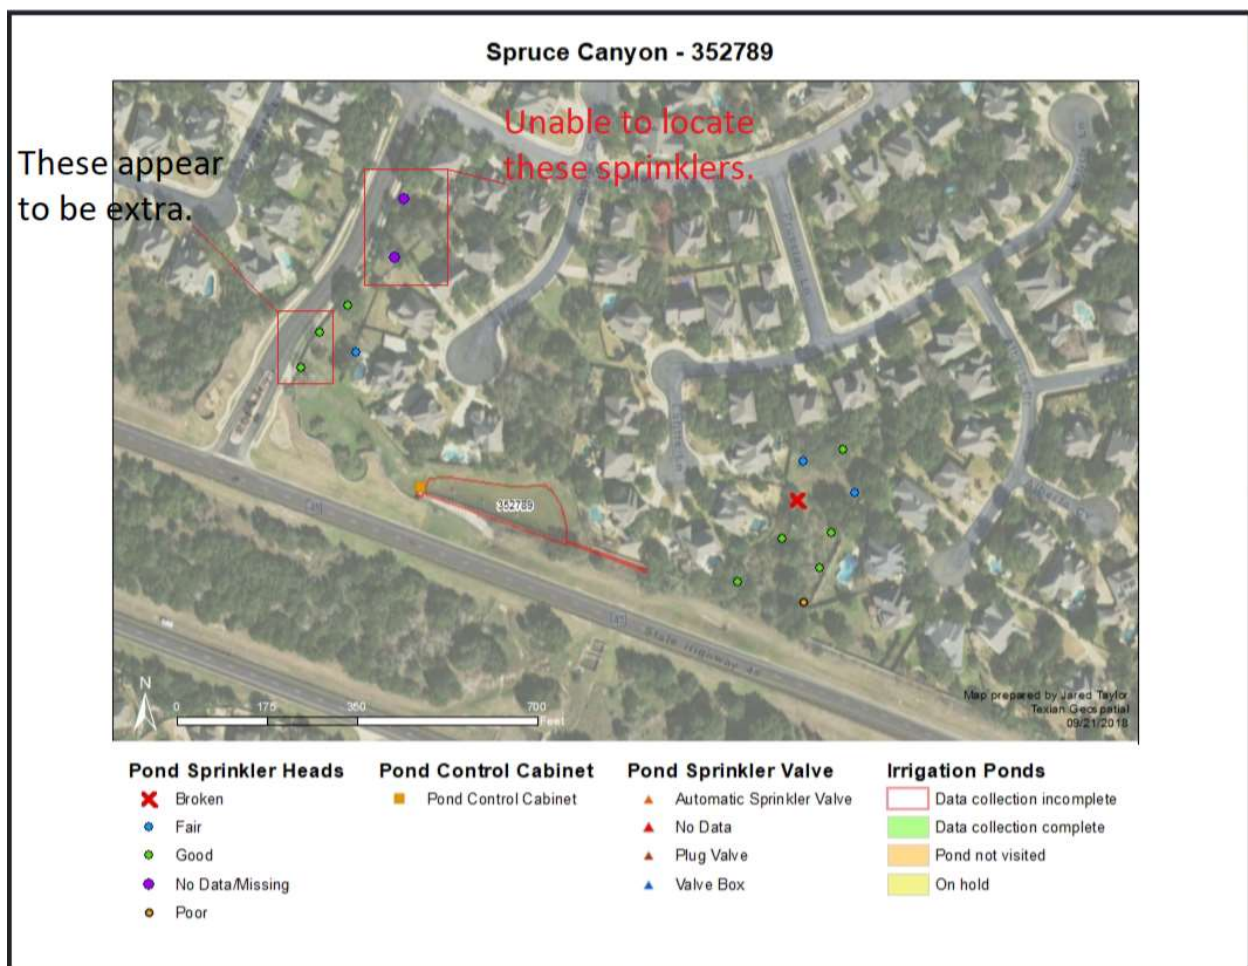 Spruce Canyon - 352789
Unable to locate
these sprinklers.
These appear
to be extra.
352789
45
45
State Highway 45
N
0 175 350 700
Feet
Map prepared by Jared Taylor
Texian Geospatial
09/21/2018
Pond Sprinkler Heads
Broken
Fair
Good
No Data/Missing
Poor
Pond Control Cabinet
Pond Control Cabinet
Pond Sprinkler Valve
Automatic Sprinkler Valve
No Data
Plug Valve
Valve Box
Irrigation Ponds
Data collection incomplete
Data collection complete
Pond not visited
On hold